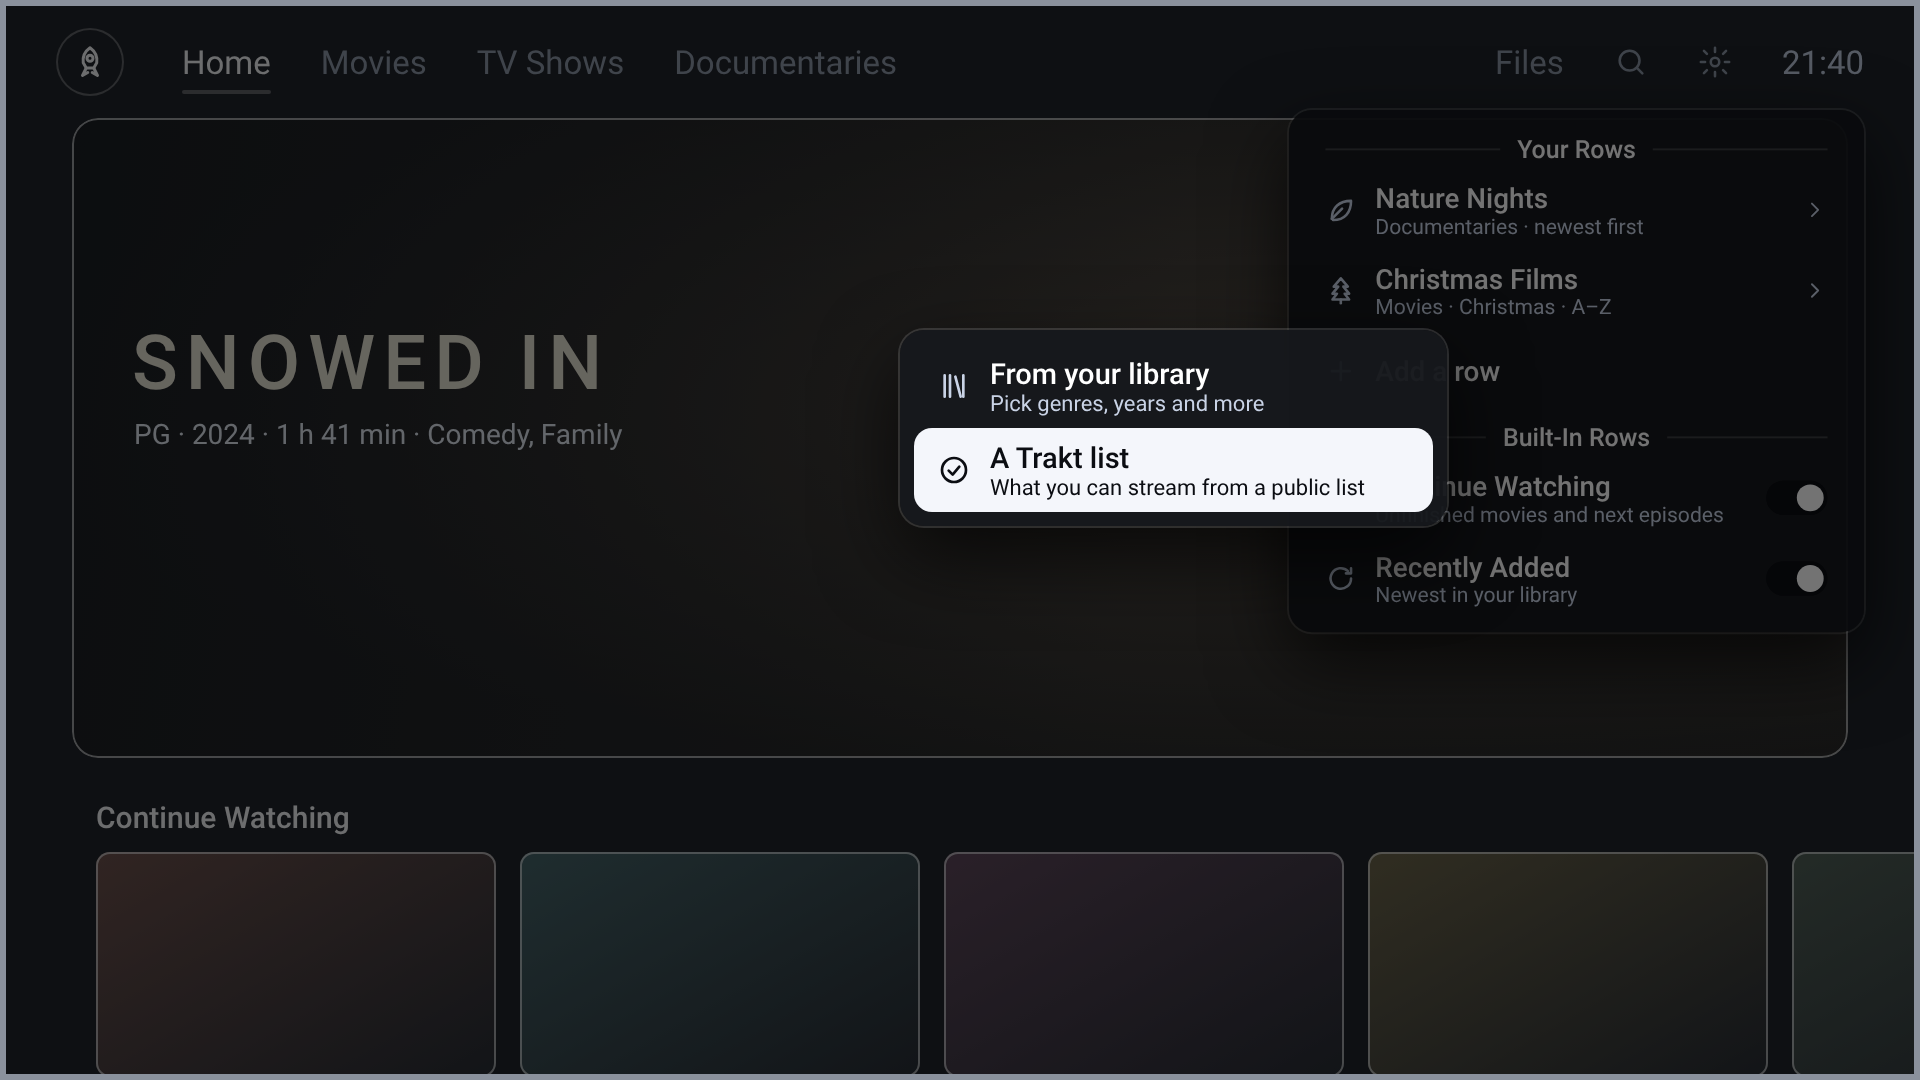 Home
Movies
TV Shows
Documentaries
Files
21:40
Your Rows
Nature Nights
Documentaries · newest first
Christmas Films
Movies · Christmas · A–Z
SNOWED IN
PG · 2024 · 1 h 41 min · Comedy, Family
From your library
Pick genres, years and more
A Trakt list
What you can stream from a public list
Add a row
Built-In Rows
Watching
movies and next episodes
Recently Added
Newest in your library
Continue Watching